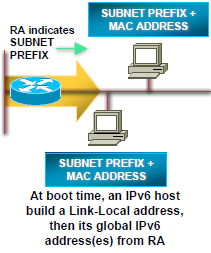 SUBNET PREFIX +
MAC ADDRESS
RA indicates
SUBNET
PREFIX
SUBNET PREFIX +
MAC ADDRESS
At boot time, an IPv6 host
build a Link-Local address,
then its global IPv6
address(es) from RA